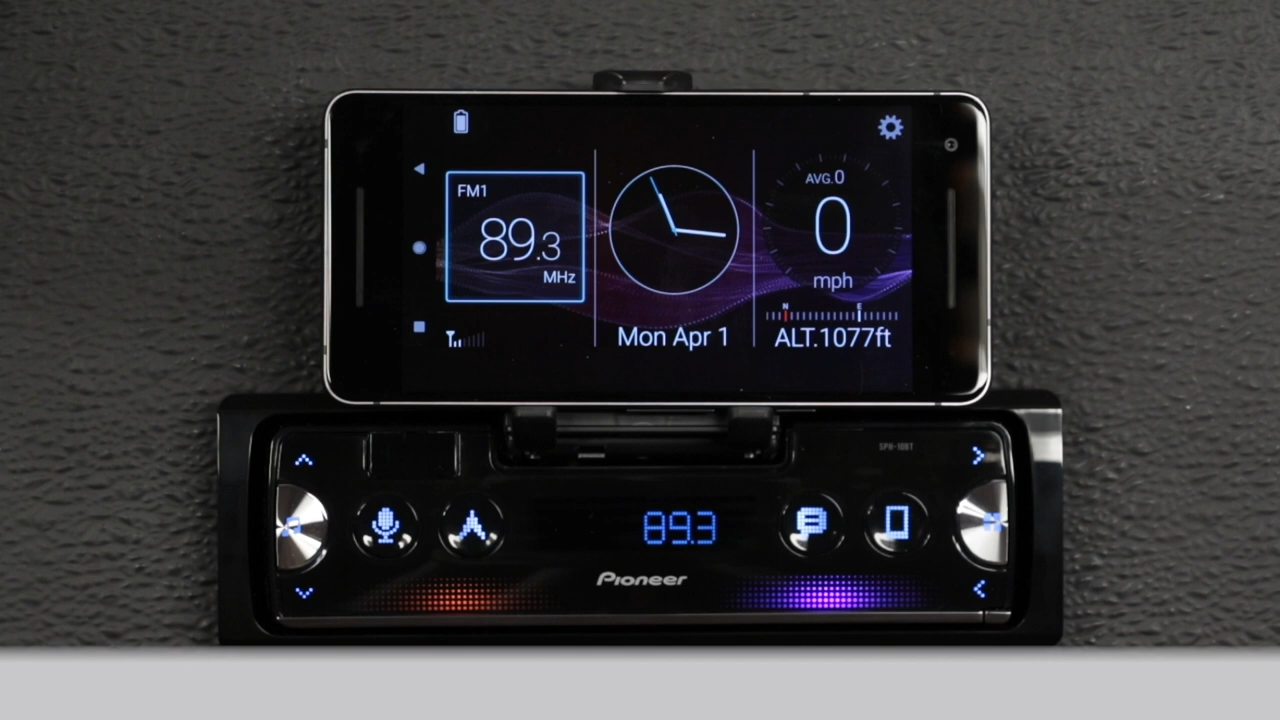 FM1
89.3
MHz
Mon Apr 1
AVG.0
0
mph
N E
ALT.1077ft
SPH-10BT
89.3
Pioneer